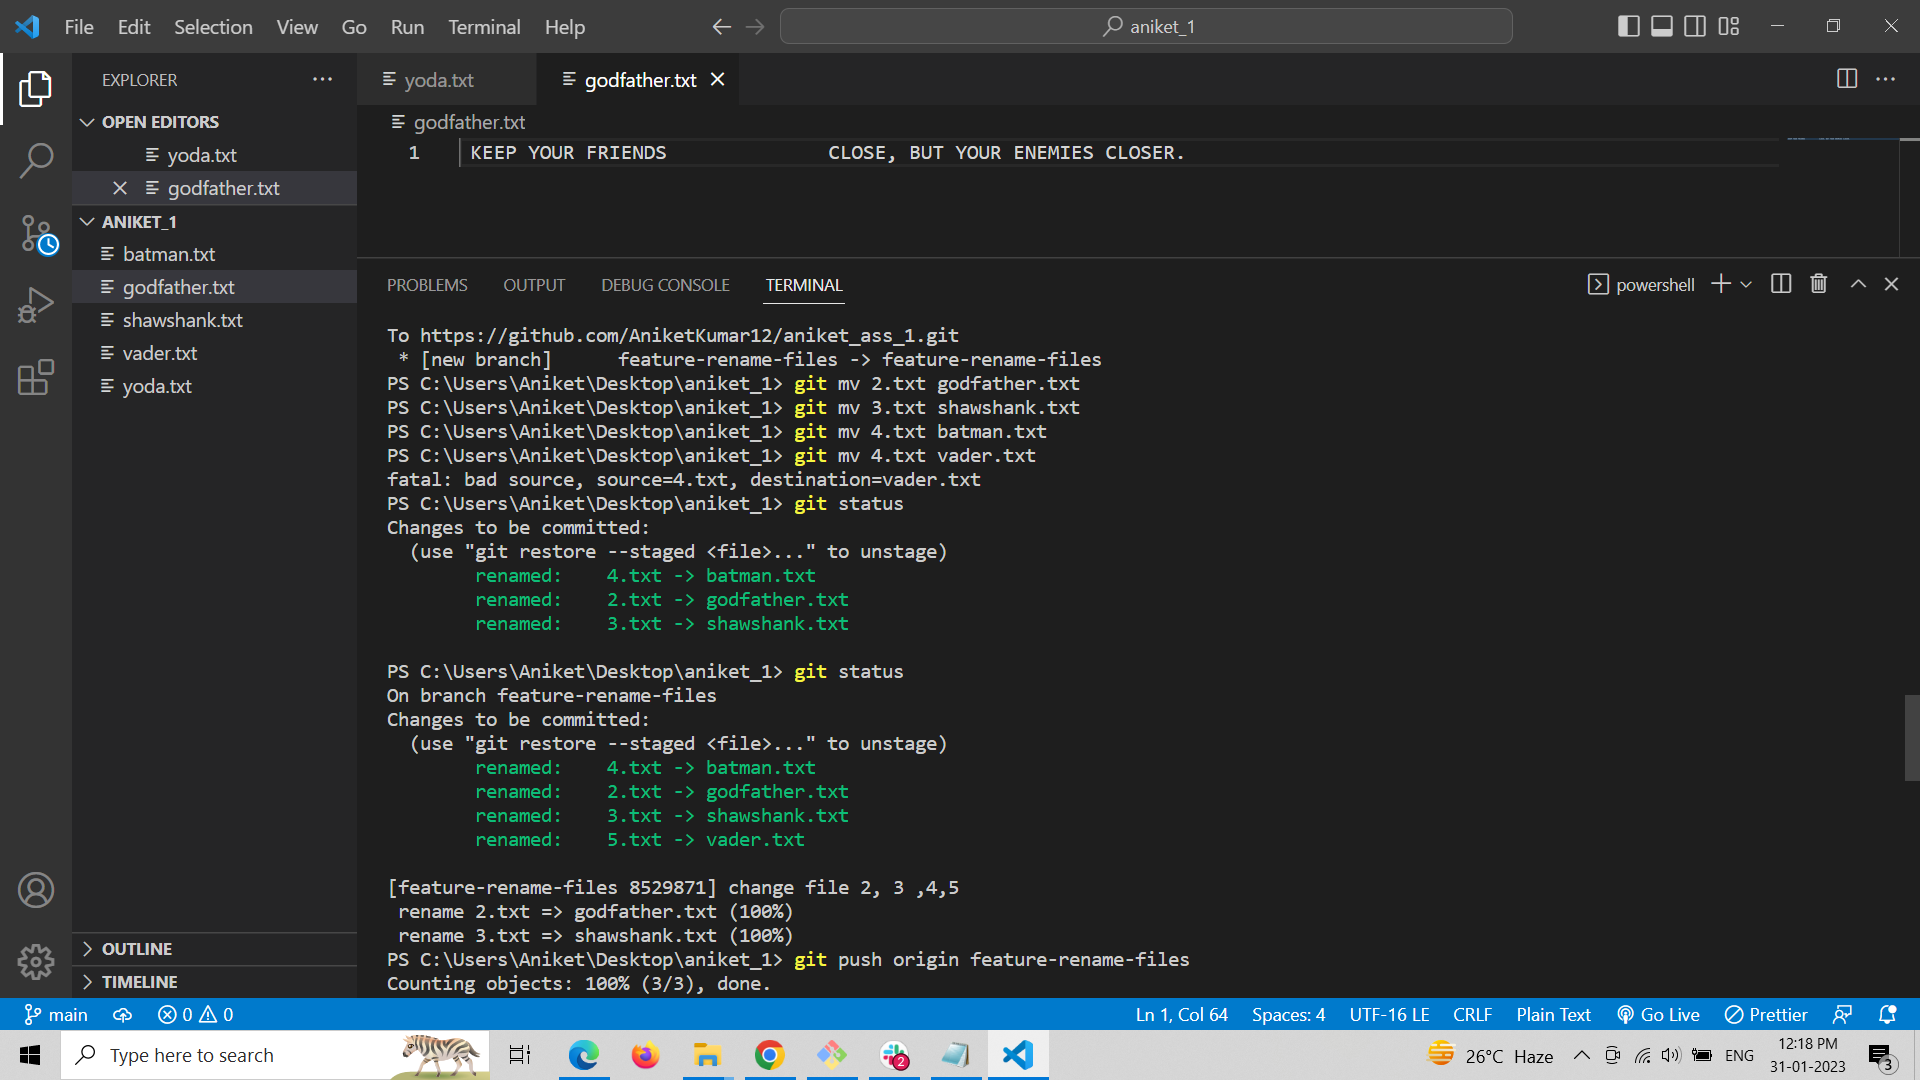 File Edit Selection View Go Run Terminal Help
aniket_1
EXPLORER
OPEN EDITORS
yoda.txt
godfather.txt
ANIKET_1
batman.txt
godfather.txt
shawshank.txt
vader.txt
yoda.txt
OUTLINE
TIMELINE
yoda.txt godfather.txt
godfather.txt
1 KEEP YOUR FRIENDS CLOSE, BUT YOUR ENEMIES CLOSER.
PROBLEMS OUTPUT DEBUG CONSOLE TERMINAL
powershell
To https://github.com/AniketKumar12/aniket_ass_1.git
* [new branch] feature-rename-files -> feature-rename-files
PS C:\Users\Aniket\Desktop\aniket_1> git mv 2.txt godfather.txt
PS C:\Users\Aniket\Desktop\aniket_1> git mv 3.txt shawshank.txt
PS C:\Users\Aniket\Desktop\aniket_1> git mv 4.txt batman.txt
PS C:\Users\Aniket\Desktop\aniket_1> git mv 4.txt vader.txt
fatal: bad source, source=4.txt, destination=vader.txt
PS C:\Users\Aniket\Desktop\aniket_1> git status
Changes to be committed:
(use "git restore --staged <file>..." to unstage)
renamed: 4.txt -> batman.txt
renamed: 2.txt -> godfather.txt
renamed: 3.txt -> shawshank.txt
PS C:\Users\Aniket\Desktop\aniket_1> git status
On branch feature-rename-files
Changes to be committed:
(use "git restore --staged <file>..." to unstage)
renamed: 4.txt -> batman.txt
renamed: 2.txt -> godfather.txt
renamed: 3.txt -> shawshank.txt
renamed: 5.txt -> vader.txt
[feature-rename-files 8529871] change file 2, 3 ,4,5
rename 2.txt => godfather.txt (100%)
rename 3.txt => shawshank.txt (100%)
PS C:\Users\Aniket\Desktop\aniket_1> git push origin feature-rename-files
Counting objects: 100% (3/3), done.
main 0 0 Ln 1, Col 64 Spaces: 4 UTF-16 LE CRLF Plain Text Go Live Prettier
Type here to search
2
26°C Haze
ENG
12:18 PM
31-01-2023
3